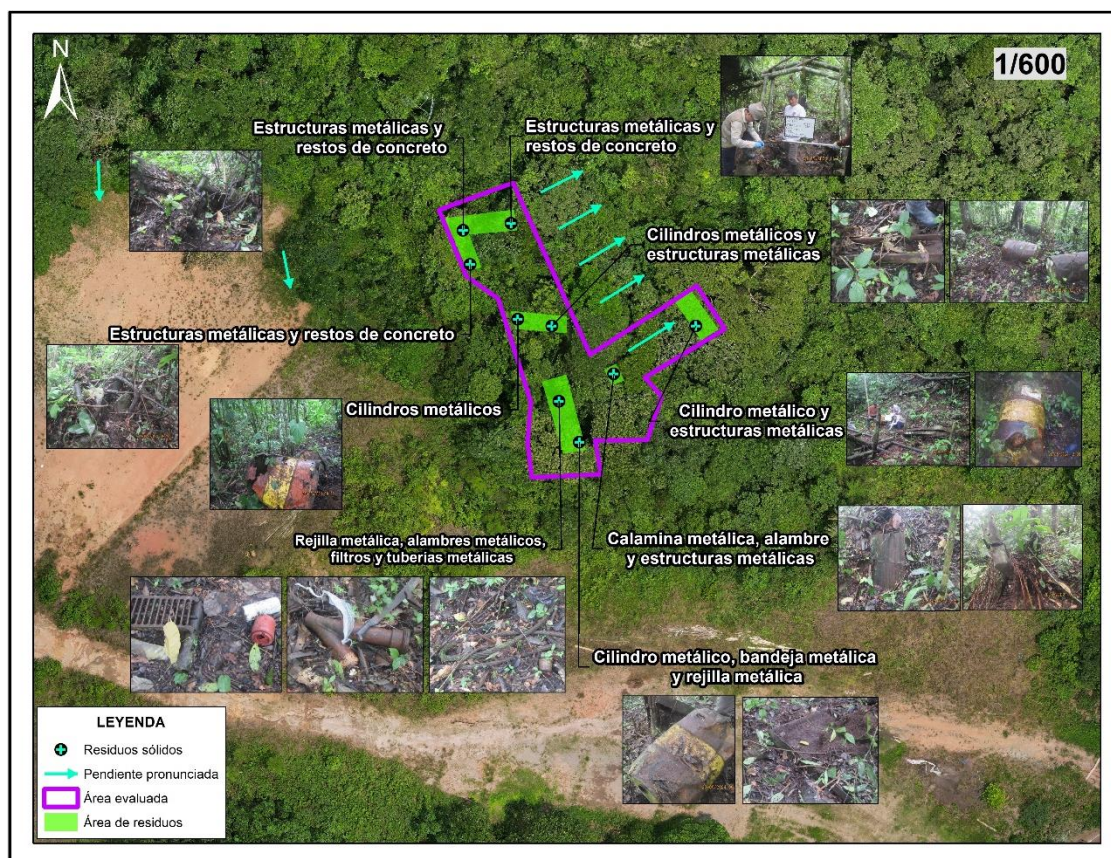 N
1/600
Estructuras metálicas y
restos de concreto
Estructuras metálicas y
restos de concreto
Cilindros metálicos y
estructuras metálicas
Estructuras metálicas y restos de concreto
Cilindros metálicos
Cilindro metálico y
estructuras metálicas
Rejilla metálica, alambres metálicos,
filtros y tuberías metálicas
Calamina metálica, alambre
y estructuras metálicas
Cilindro metálico, bandeja metálica
y rejilla metálica
LEYENDA
Residuos sólidos
Pendiente pronunciada
Área evaluada
Área de residuos